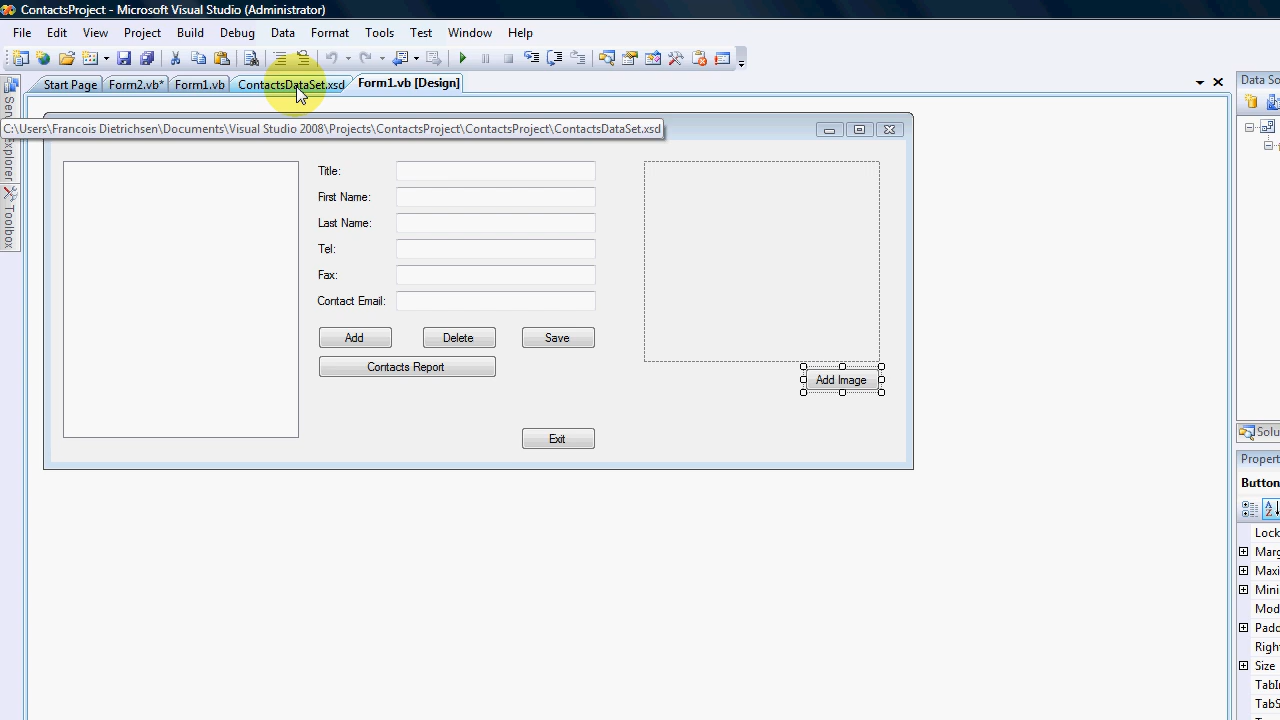 ContactsProject - Microsoft Visual Studio (Administrator)
File Edit View Project Build Debug Data Format Tools Test Window Help
Start Page Form2.vb* Form1.vb ContactsDataSet.xsd Form1.vb [Design]
Data So
C:\Users\Francois Dietrichsen\Documents\Visual Studio 2008\Projects\ContactsProject\ContactsProject\ContactsDataSet.xsd
Explorer
Toolbox
Title:
First Name:
Last Name:
Tel:
Fax:
Contact Email:
Add Delete Save
Contacts Report
Add Image
Exit
Solu
Propert
Button
Lock
Marg
Maxi
Mini
Mod
Padd
Righ
Size
TabIn
TabS